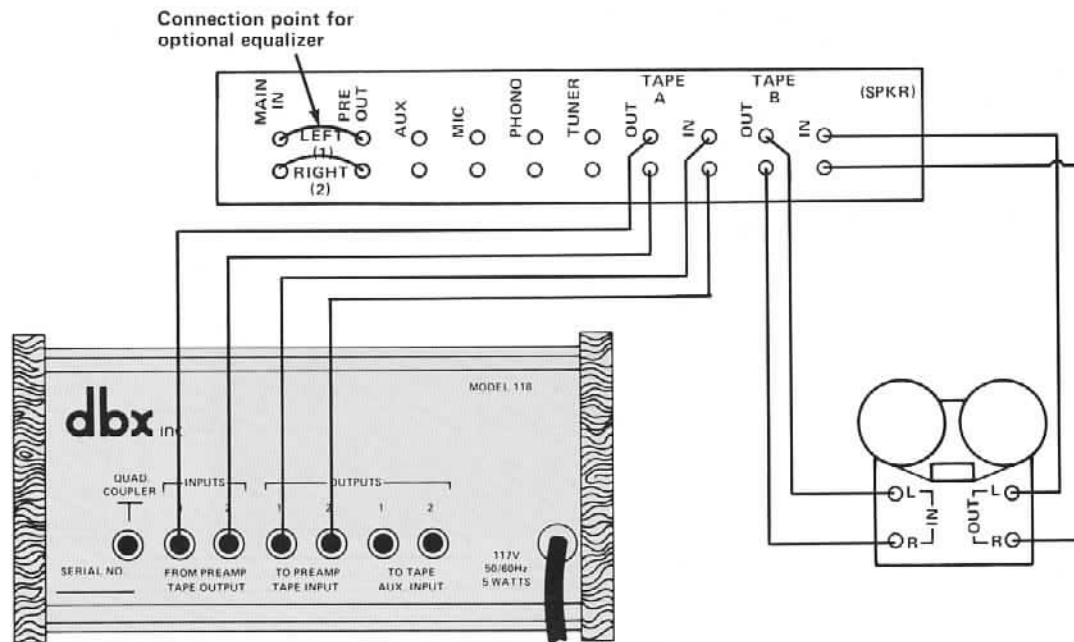 Connection point for
optional equalizer
MAIN IN
PRE OUT
AUX
MIC
PHONO
TUNER
TAPE A
OUT
IN
TAPE B
OUT
IN
(SPKR)
LEFT
(1)
RIGHT
(2)
MODEL 118
dbx inc
QUAD.
COUPLER
INPUTS
1 2
OUTPUTS
1 2 1 2
SERIAL NO.
FROM PREAMP
TAPE OUTPUT
TO PREAMP
TAPE INPUT
TO TAPE
AUX. INPUT
117V
50/60Hz
5 WATTS
L
R
IN
OUT
L
R